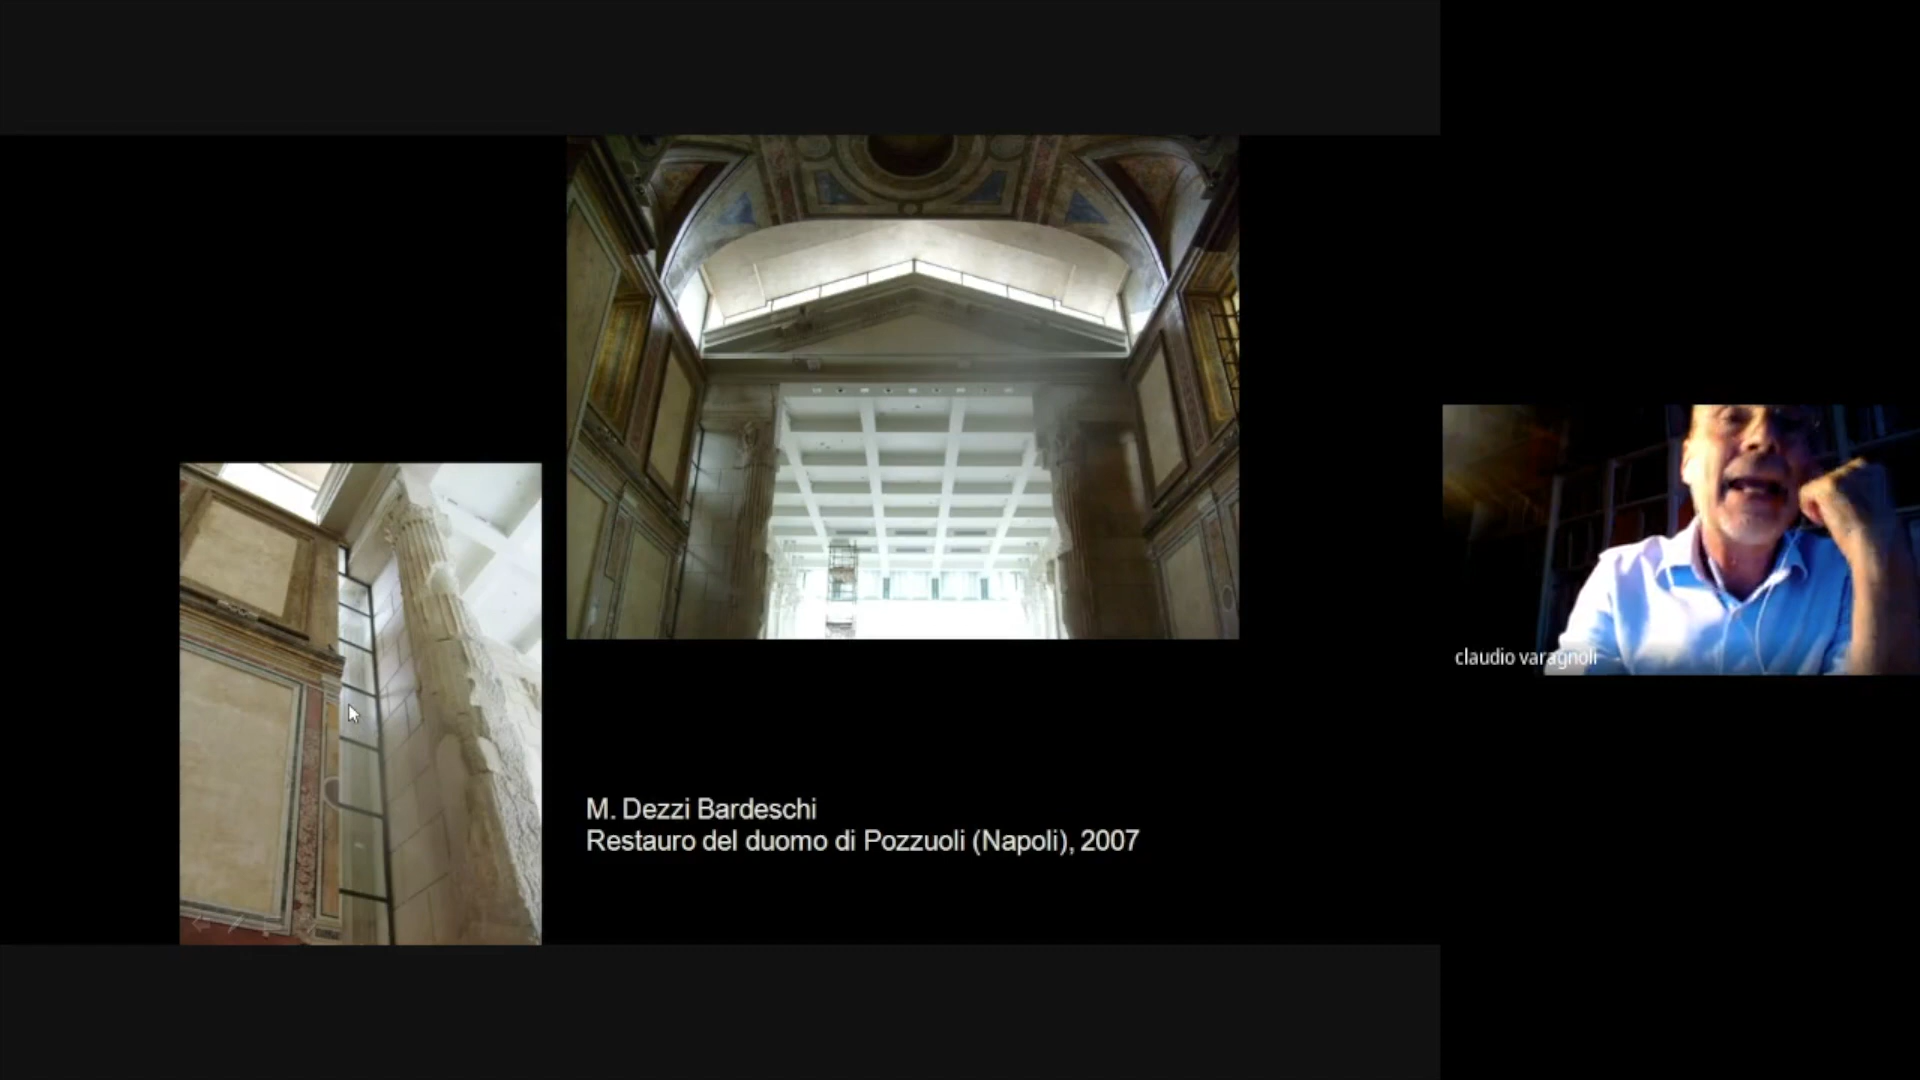 M. Dezzi Bardeschi
Restauro del duomo di Pozzuoli (Napoli), 2007
claudio varagnoli